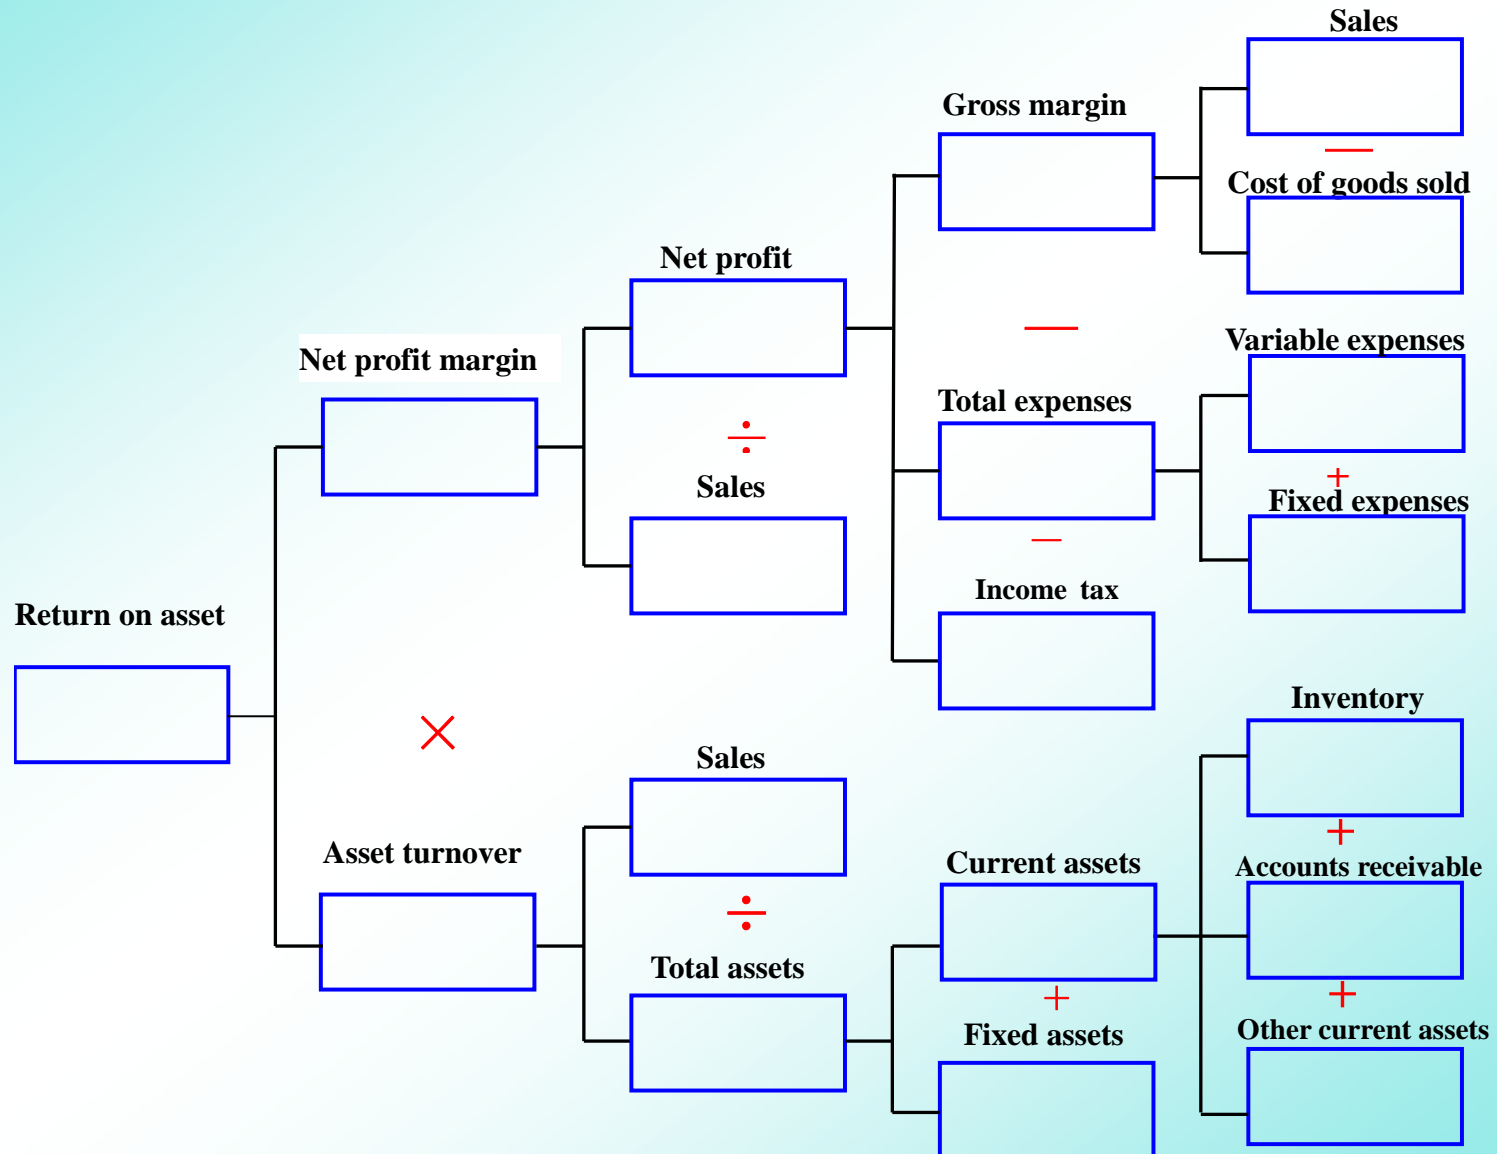 Sales
Gross margin
Cost of goods sold
Net profit
Variable expenses
Net profit margin
Total expenses
Sales
Fixed expenses
Income tax
Return on asset
Inventory
Sales
Asset turnover
Current assets
Accounts receivable
Total assets
Other current assets
Fixed assets